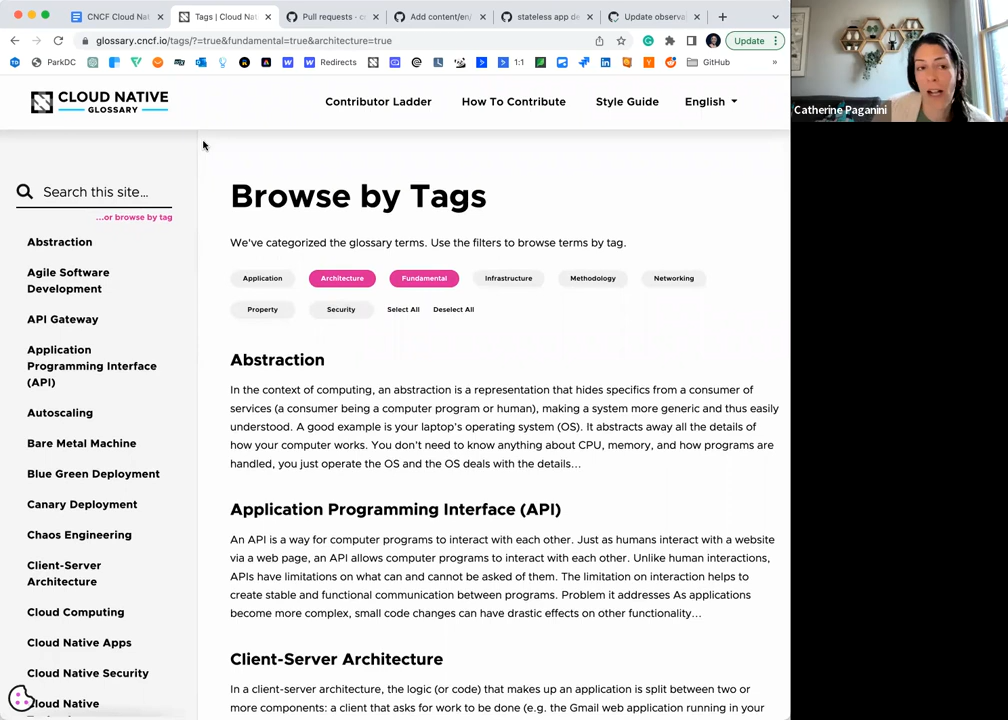 CNCF Cloud Nati
Tags | Cloud Nat
Pull requests · c
Add content/en/
stateless app de
Update observa
glossary.cncf.io/tags/?=true&fundamental=true&architecture=true
Update
ParkDC
Redirects
1:1
GitHub
»
CLOUD NATIVE
GLOSSARY
Contributor Ladder
How To Contribute
Style Guide
English
Catherine Paganini
Search this site...
...or browse by tag
Abstraction
Agile Software
Development
API Gateway
Application
Programming Interface
(API)
Autoscaling
Bare Metal Machine
Blue Green Deployment
Canary Deployment
Chaos Engineering
Client-Server
Architecture
Cloud Computing
Cloud Native Apps
Cloud Native Security
Cloud Native
Browse by Tags
We've categorized the glossary terms. Use the filters to browse terms by tag.
Application
Architecture
Fundamental
Infrastructure
Methodology
Networking
Property
Security
Select All
Deselect All
Abstraction
In the context of computing, an abstraction is a representation that hides specifics from a consumer of
services (a consumer being a computer program or human), making a system more generic and thus easily
understood. A good example is your laptop's operating system (OS). It abstracts away all the details of
how your computer works. You don't need to know anything about CPU, memory, and how programs are
handled, you just operate the OS and the OS deals with the details...
Application Programming Interface (API)
An API is a way for computer programs to interact with each other. Just as humans interact with a website
via a web page, an API allows computer programs to interact with each other. Unlike human interactions,
APIs have limitations on what can and cannot be asked of them. The limitation on interaction helps to
create stable and functional communication between programs. Problem it addresses As applications
become more complex, small code changes can have drastic effects on other functionality...
Client-Server Architecture
In a client-server architecture, the logic (or code) that makes up an application is split between two or
more components: a client that asks for work to be done (e.g. the Gmail web application running in your